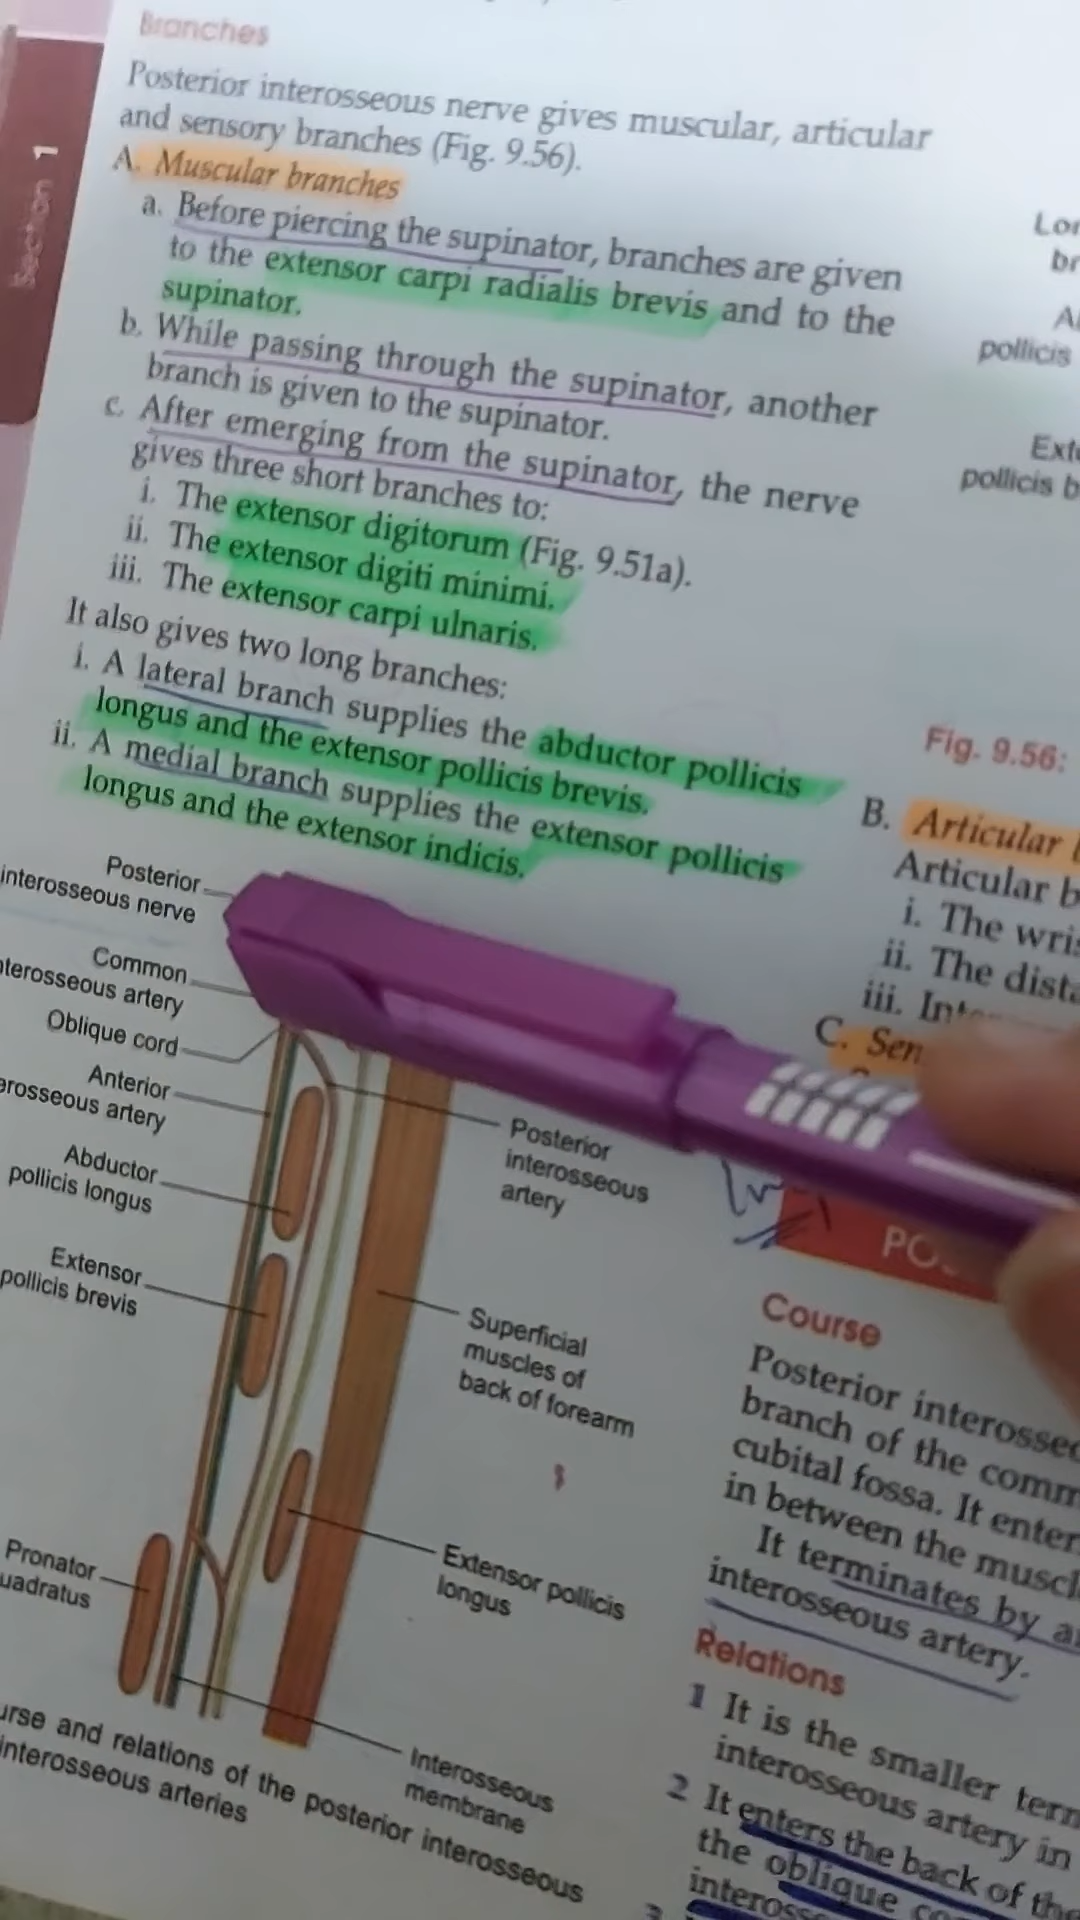 Branches
Posterior interosseous nerve gives muscular, articular
and sensory branches (Fig. 9.56).
A. Muscular branches
a. Before piercing the supinator, branches are given
to the extensor carpi radialis brevis and to the
supinator.
b. While passing through the supinator, another
branch is given to the supinator.
c. After emerging from the supinator, the nerve
gives three short branches to:
i. The extensor digitorum (Fig. 9.51a).
ii. The extensor digiti minimi.
iii. The extensor carpi ulnaris.
It also gives two long branches:
i. A lateral branch supplies the abductor pollicis
longus and the extensor pollicis brevis.
ii. A medial branch supplies the extensor pollicis
longus and the extensor indicis.
Section 1
Posterior
interosseous nerve
Common
artery
Oblique cord
Anterior
artery
Abductor
pollicis longus
Extensor
pollicis brevis
Pronator
Posterior
interosseous
artery
Superficial
muscles of
back of forearm
Extensor pollicis
longus
Interosseous
membrane
and relations of the posterior interosseous
interosseous arteries
pollicis
pollicis b
Fig. 9.56:
B. Articular
Articular b
i. The
ii. The
iii.
C.
Course
Posterior
branch of the
cubital fossa. It
in between the
It terminates by
interosseous artery.
Relations
1 It is the smaller
interosseous artery in
2 It enters the back of the
the oblique